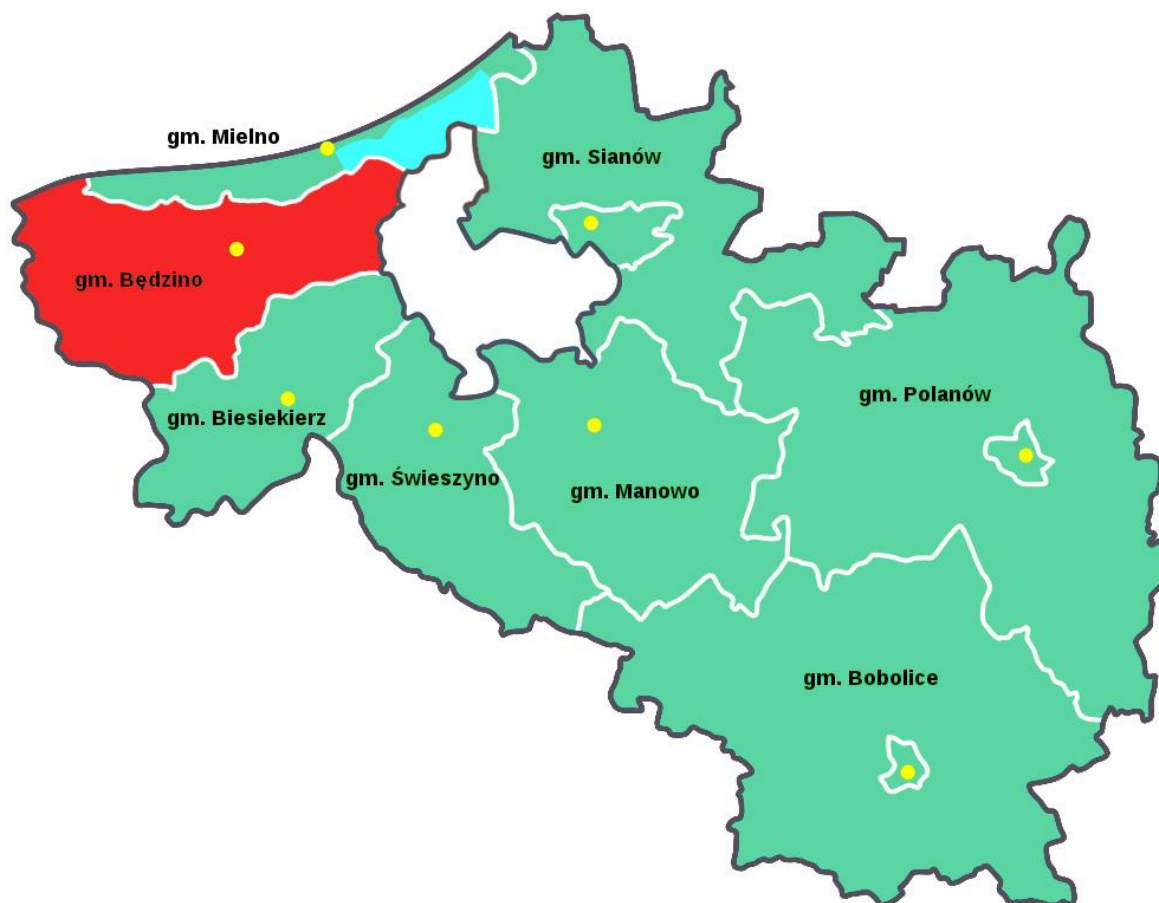 gm. Mielno
gm. Sianów
gm. Będzino
gm. Polanów
gm. Biesiekierz
gm. Świeszyno
gm. Manowo
gm. Bobolice